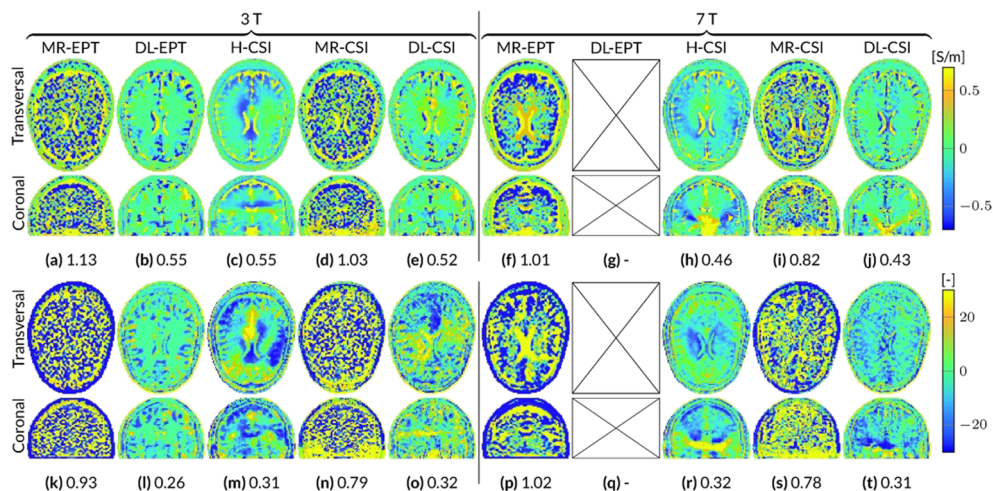 3 T 7 T
MR-EPT DL-EPT H-CSI MR-CSI DL-CSI MR-EPT DL-EPT H-CSI MR-CSI DL-CSI [S/m]
Transversal
0.5
0
Coronal
−0.5
(a) 1.13 (b) 0.55 (c) 0.55 (d) 1.03 (e) 0.52 (f) 1.01 (g) - (h) 0.46 (i) 0.82 (j) 0.43
[-]
Transversal
20
0
Coronal
−20
(k) 0.93 (l) 0.26 (m) 0.31 (n) 0.79 (o) 0.32 (p) 1.02 (q) - (r) 0.32 (s) 0.78 (t) 0.31